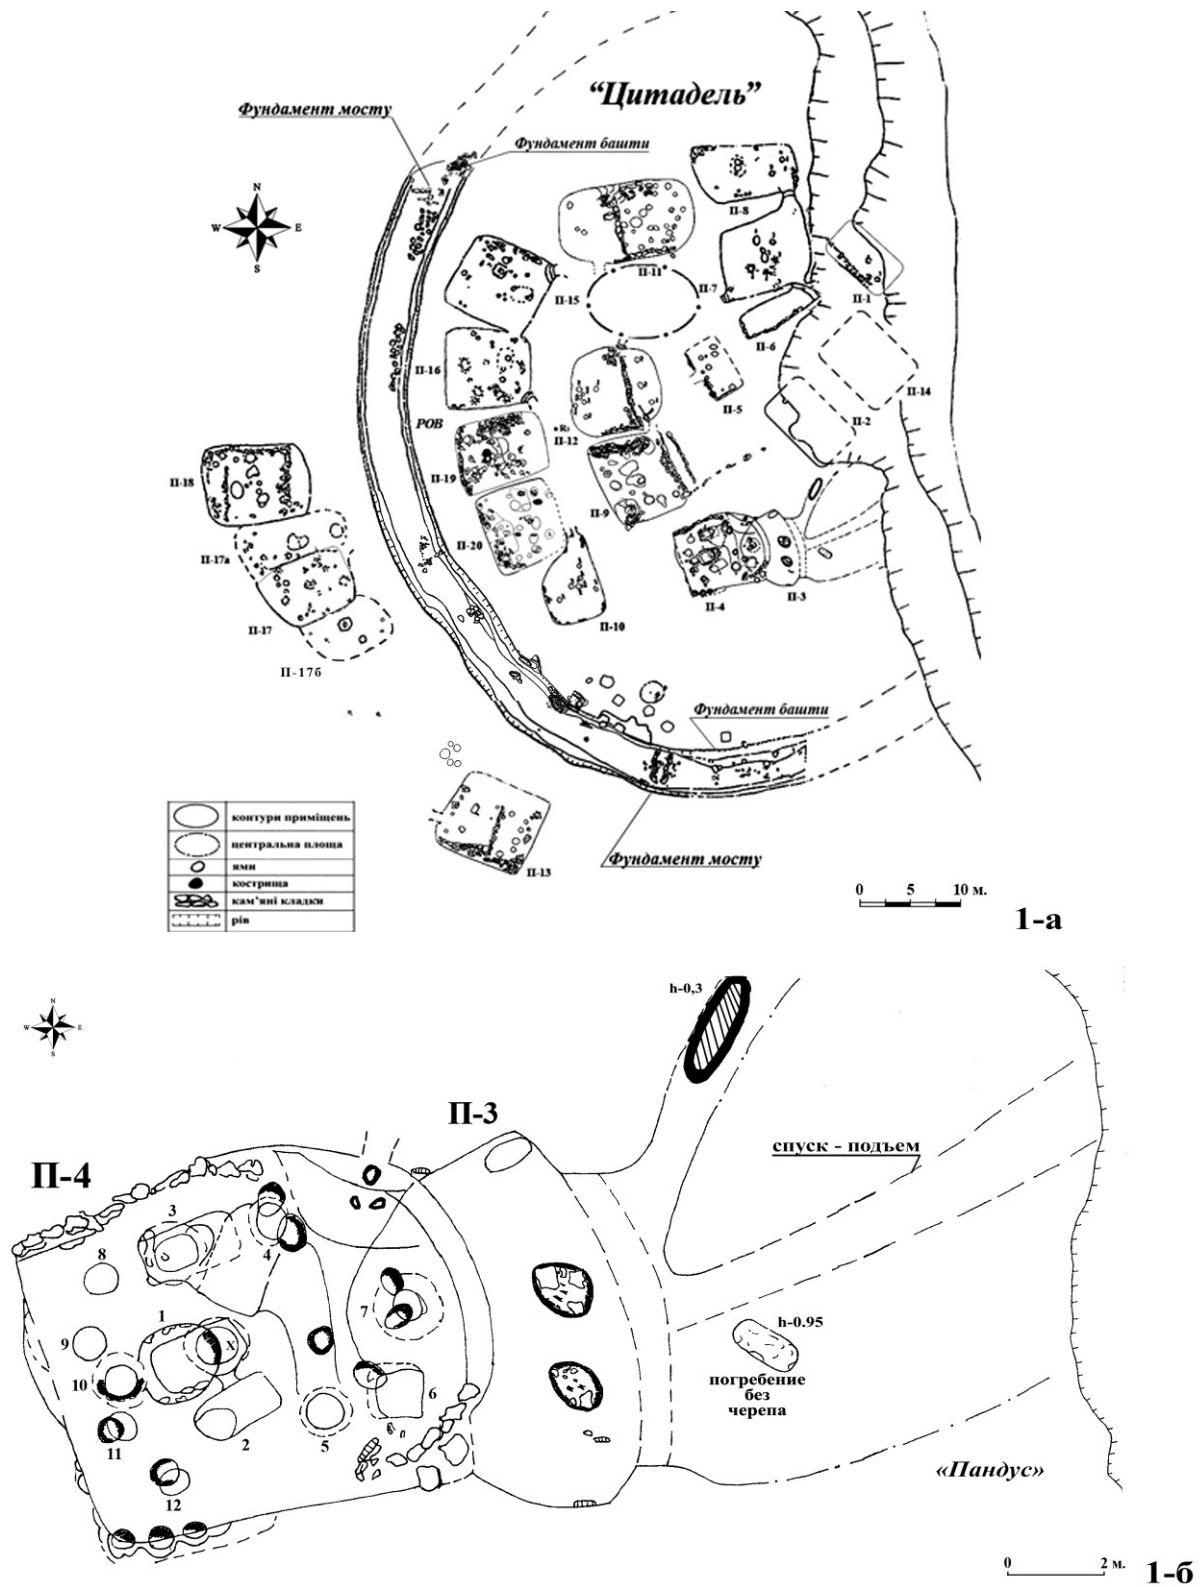 “Цитадель”
Фундамент мосту
Фундамент башти
N
W E
S
П-8
П-11
П-7
П-15
П-1
П-6
П-16
П-14
П-5
П-2
РОВ
R₁
П-12
П-19
П-18
П-9
П-20
П-17а
П-4
П-3
П-17
П-10
П-17б
Фундамент башти
контури приміщень
центральна площа
ями
кострища
кам’яні кладки
рів
П-13
Фундамент мосту
0 5 10 м.
1-а
N
W E
S
h-0,3
П-3
спуск - подъем
П-4
3
4
8
1
7
9
X
h-0.95
10
6
погребение
без
черепа
11
2
5
12
«Пандус»
0 2 м.
1-б